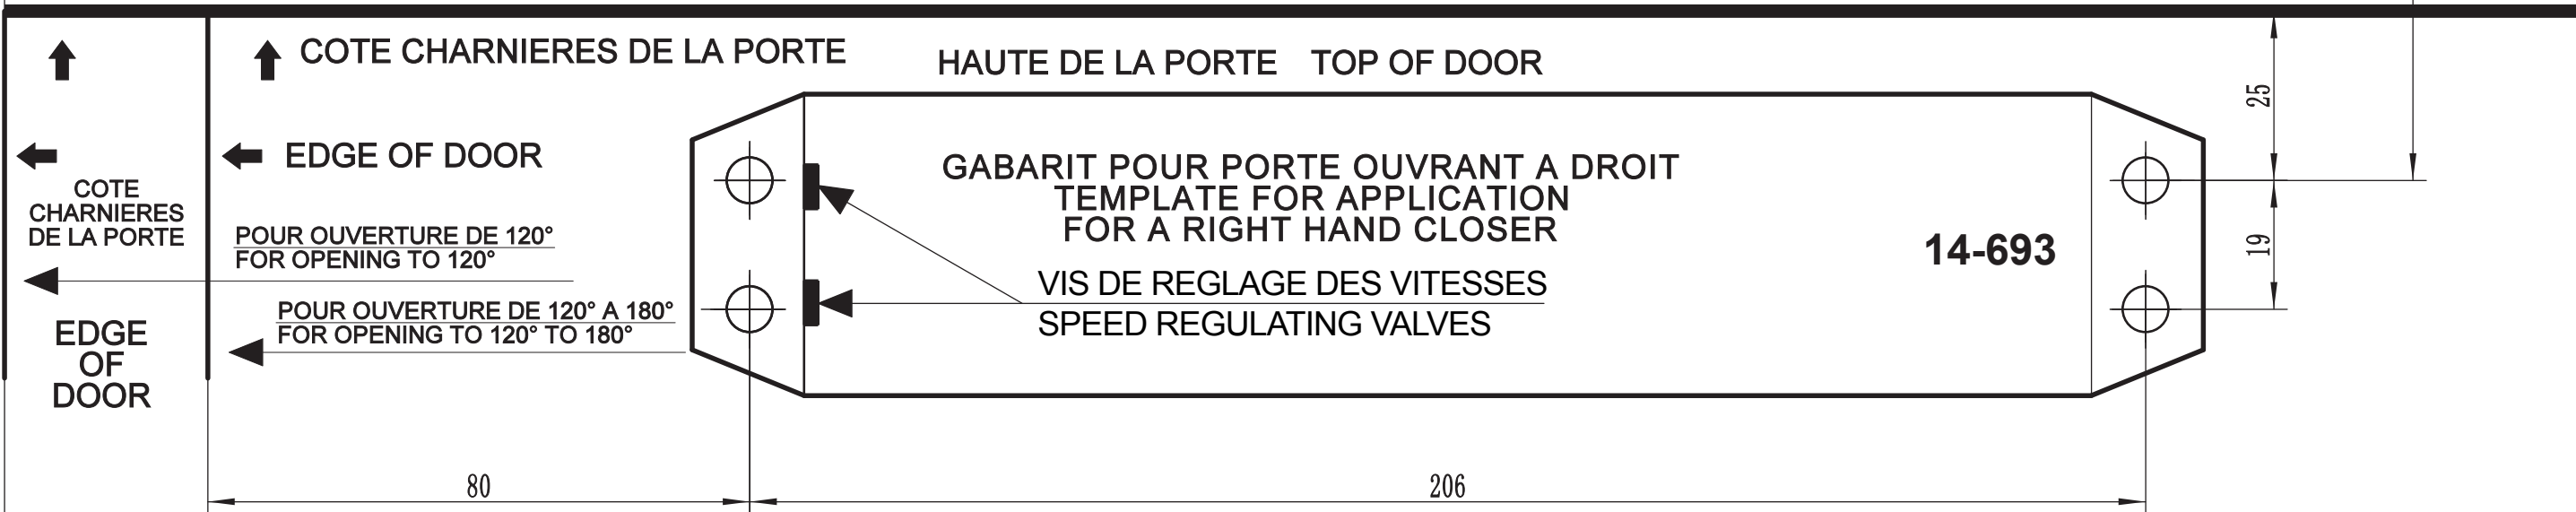 COTE CHARNIERES DE LA PORTE
HAUTE DE LA PORTE TOP OF DOOR
EDGE OF DOOR
COTE
CHARNIERES
DE LA PORTE
POUR OUVERTURE DE 120°
FOR OPENING TO 120°
POUR OUVERTURE DE 120° A 180°
FOR OPENING TO 120° TO 180°
EDGE
OF
DOOR
GABARIT POUR PORTE OUVRANT A DROIT
TEMPLATE FOR APPLICATION
FOR A RIGHT HAND CLOSER
VIS DE REGLAGE DES VITESSES
SPEED REGULATING VALVES
14-693
25
19
80
206